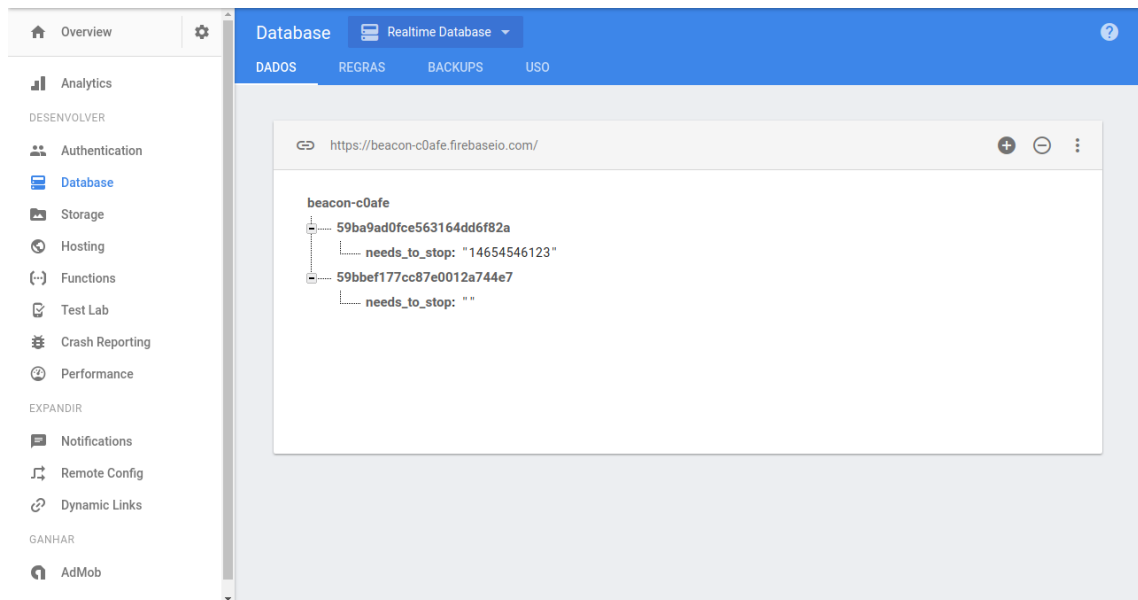 Overview
Analytics
DESENVOLVER
Authentication
Database
Storage
Hosting
Functions
Test Lab
Crash Reporting
Performance
EXPANDIR
Notifications
Remote Config
Dynamic Links
GANHAR
AdMob
Database Realtime Database
DADOS REGRAS BACKUPS USO
https://beacon-c0afe.firebaseio.com/
beacon-c0afe
59ba9ad0fce563164dd6f82a
needs_to_stop: "14654546123"
59bbef177cc87e0012a744e7
needs_to_stop: ""